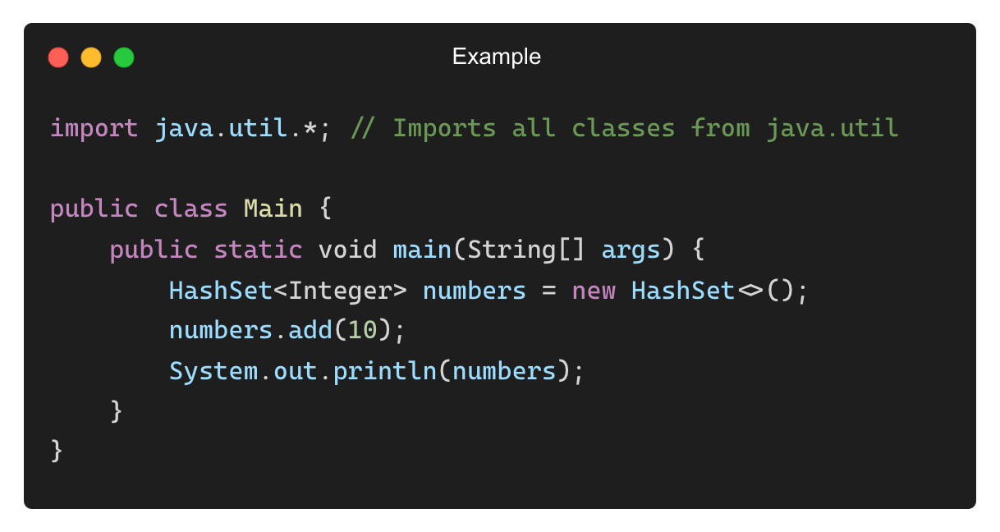 Example
import java.util.*; // Imports all classes from java.util
public class Main {
    public static void main(String[] args) {
        HashSet<Integer> numbers = new HashSet<>();
        numbers.add(10);
        System.out.println(numbers);
    }
}